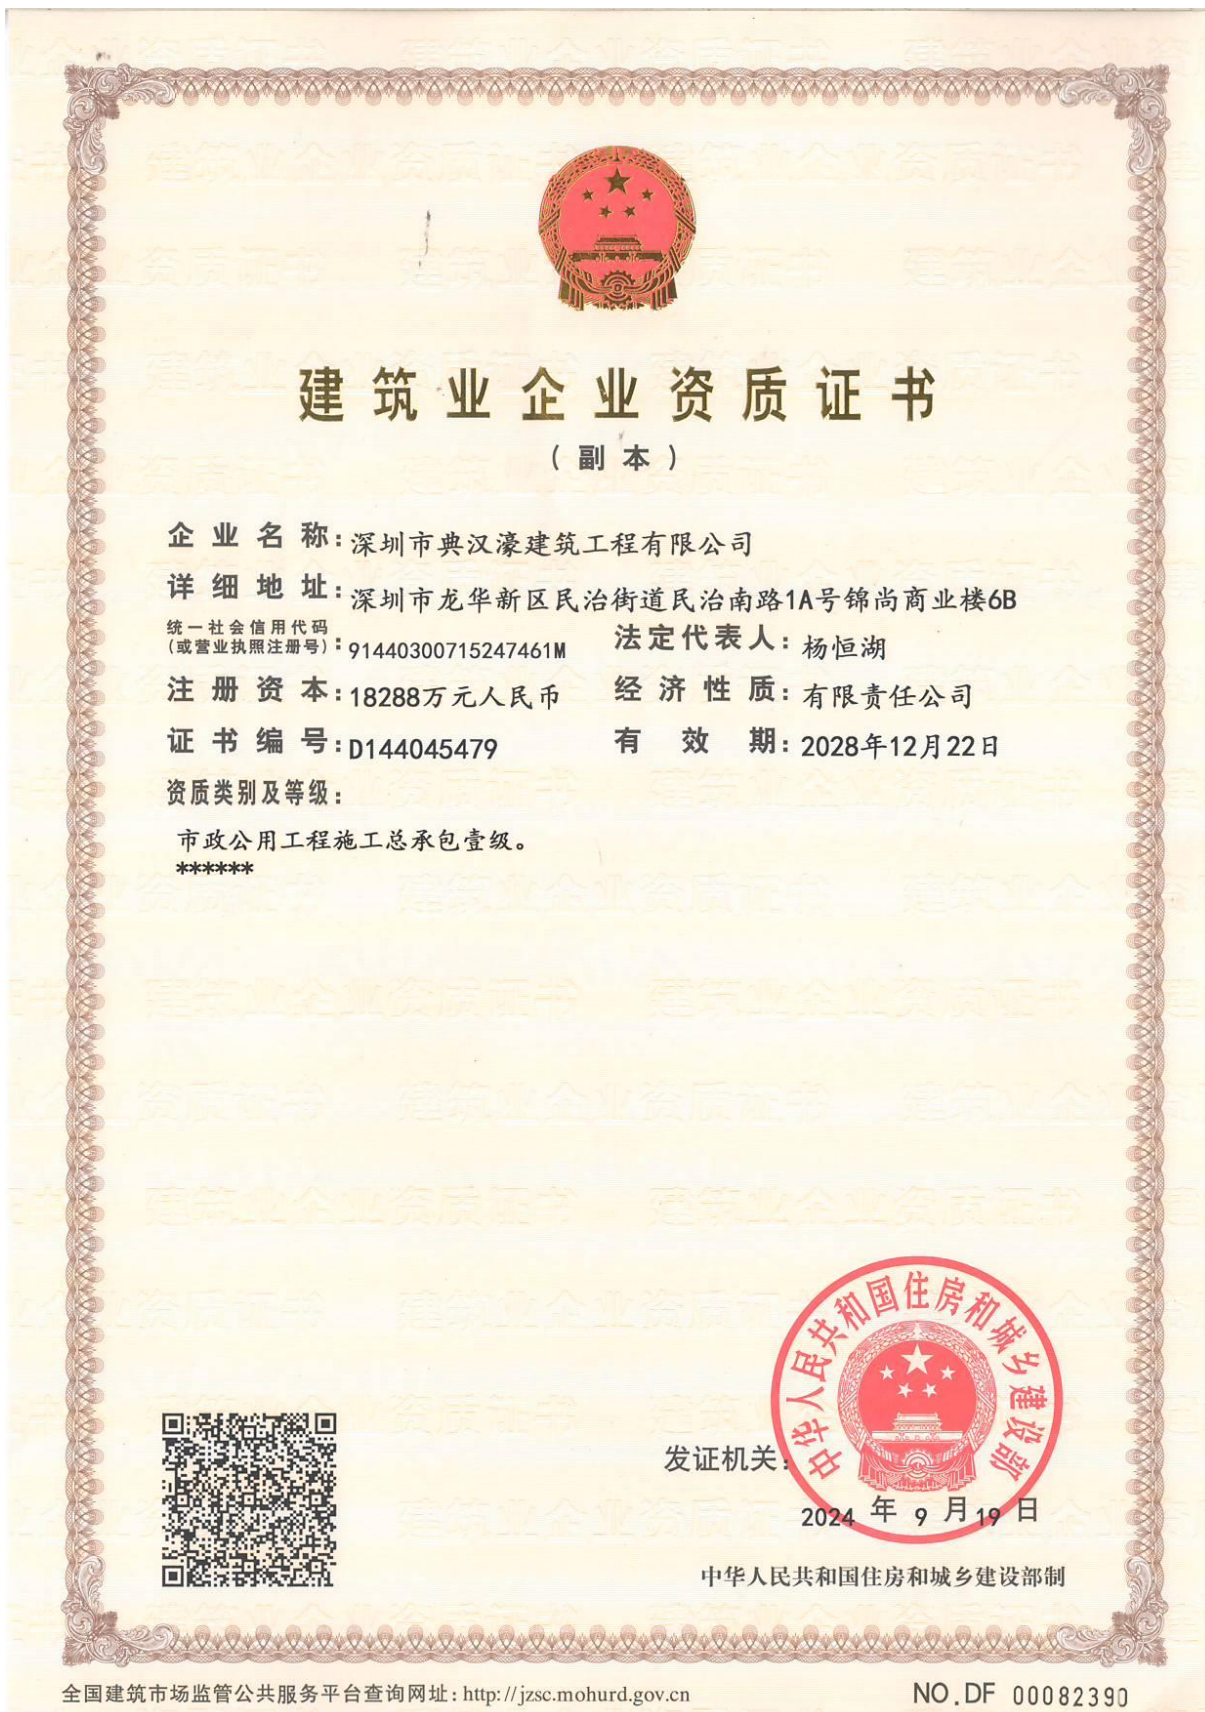 建筑业企业资质证书
（副本）
企业名称：深圳市典汉濠建筑工程有限公司
详细地址：深圳市龙华新区民治街道民治南路1A号锦尚商业楼6B
统一社会信用代码
（或营业执照注册号）：91440300715247461M 法定代表人：杨恒湖
注册资本：18288万元人民币 经济性质：有限责任公司
证书编号：D144045479 有效期：2028年12月22日
资质类别及等级：
市政公用工程施工总承包壹级。
******
中华人民共和国住房和城乡建设部
发证机关：
2024年9月19日
中华人民共和国住房和城乡建设部制
全国建筑市场监管公共服务平台查询网址：http://jzsc.mohurd.gov.cn
NO.DF 00082390